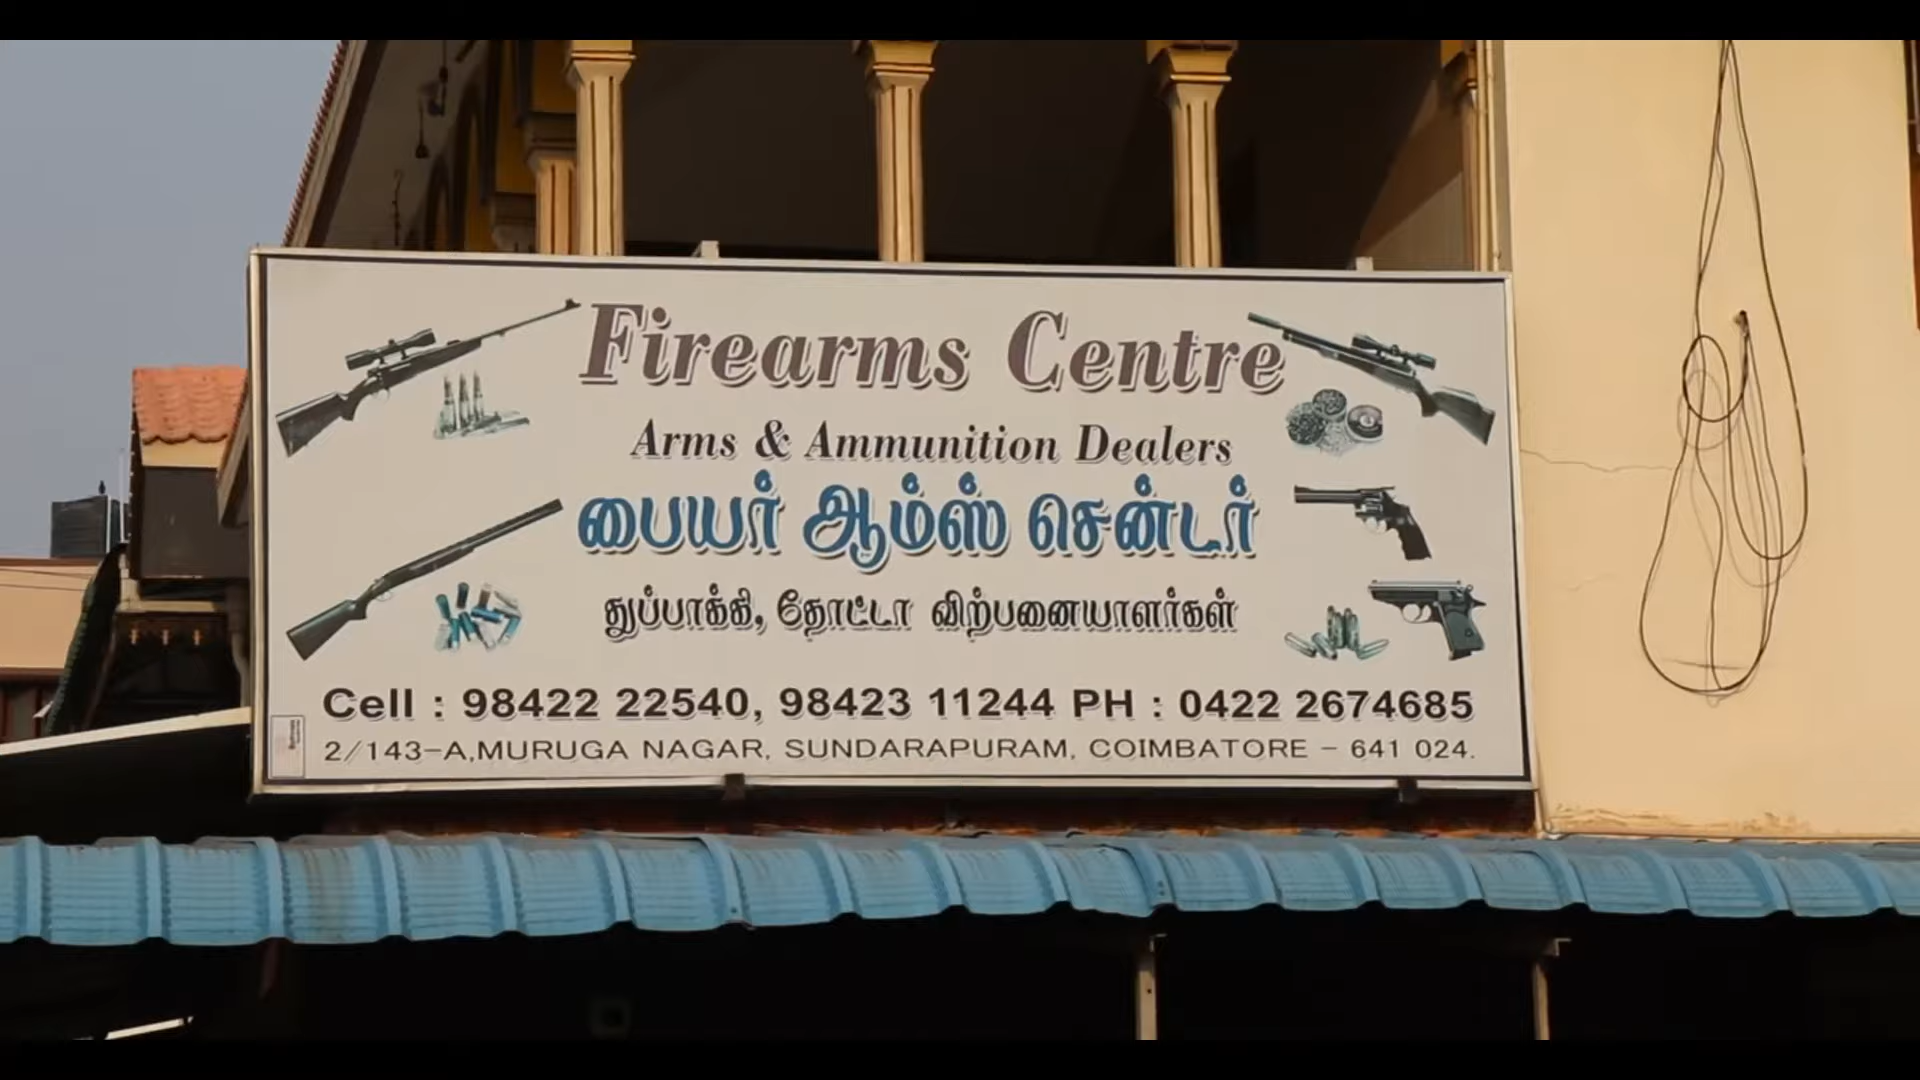 Firearms Centre
Arms & Ammunition Dealers
பையர் ஆம்ஸ் சென்டர்
துப்பாக்கி, தோட்டா விற்பனையாளர்கள்
Cell : 98422 22540, 98423 11244 PH : 0422 2674685
2/143-A,MURUGA NAGAR, SUNDARAPURAM, COIMBATORE - 641 024.